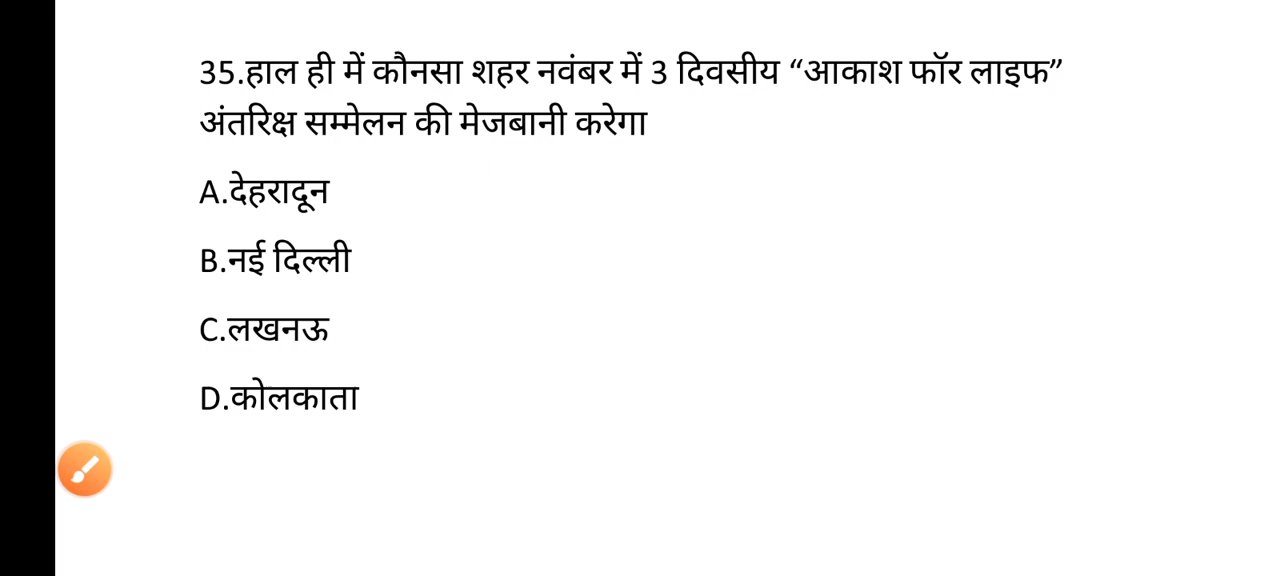 35.हाल ही में कौनसा शहर नवंबर में 3 दिवसीय “आकाश फॉर लाइफ”
अंतरिक्ष सम्मेलन की मेजबानी करेगा
A.देहरादून
B.नई दिल्ली
C.लखनऊ
D.कोलकाता